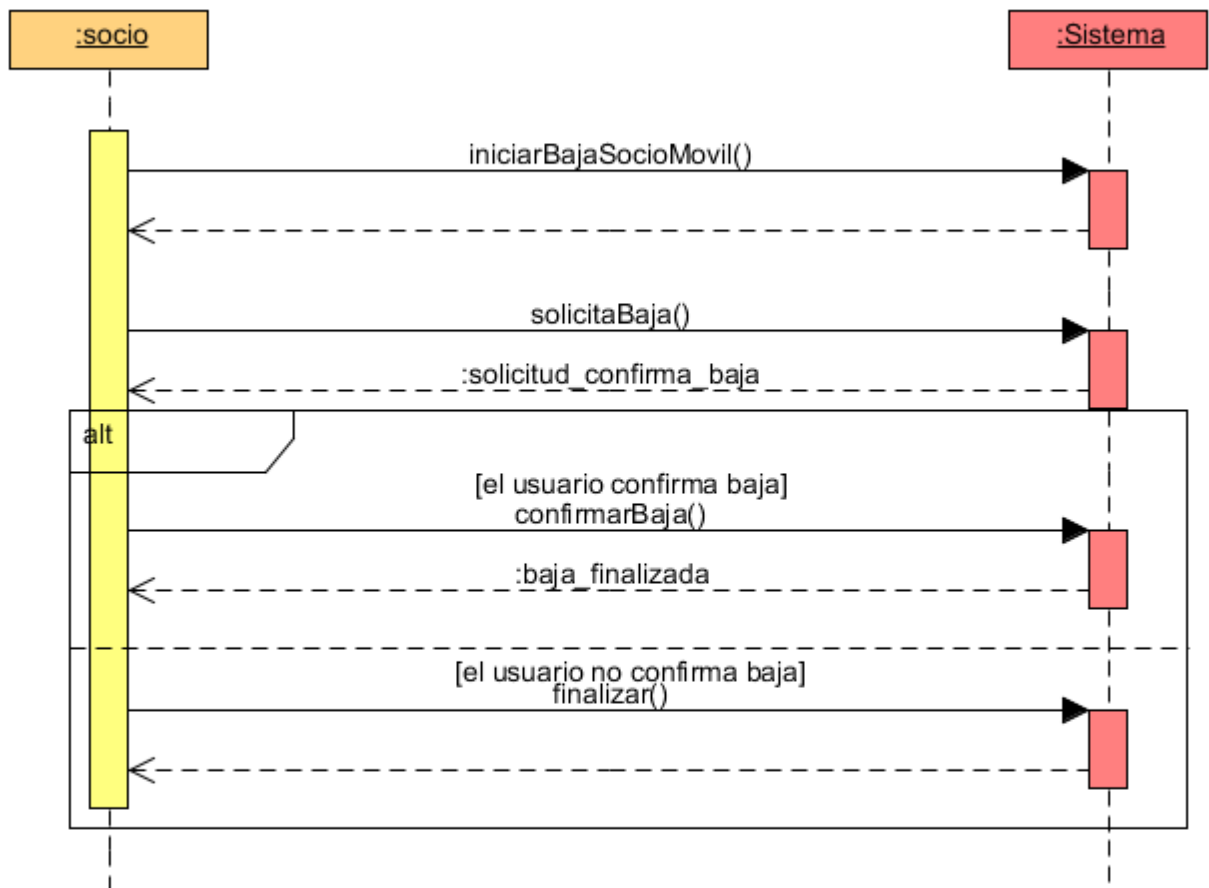 :socio
:Sistema
iniciarBajaSocioMovil()
solicitaBaja()
:solicitud_confirma_baja
alt
[el usuario confirma baja]
confirmarBaja()
:baja_finalizada
[el usuario no confirma baja]
finalizar()